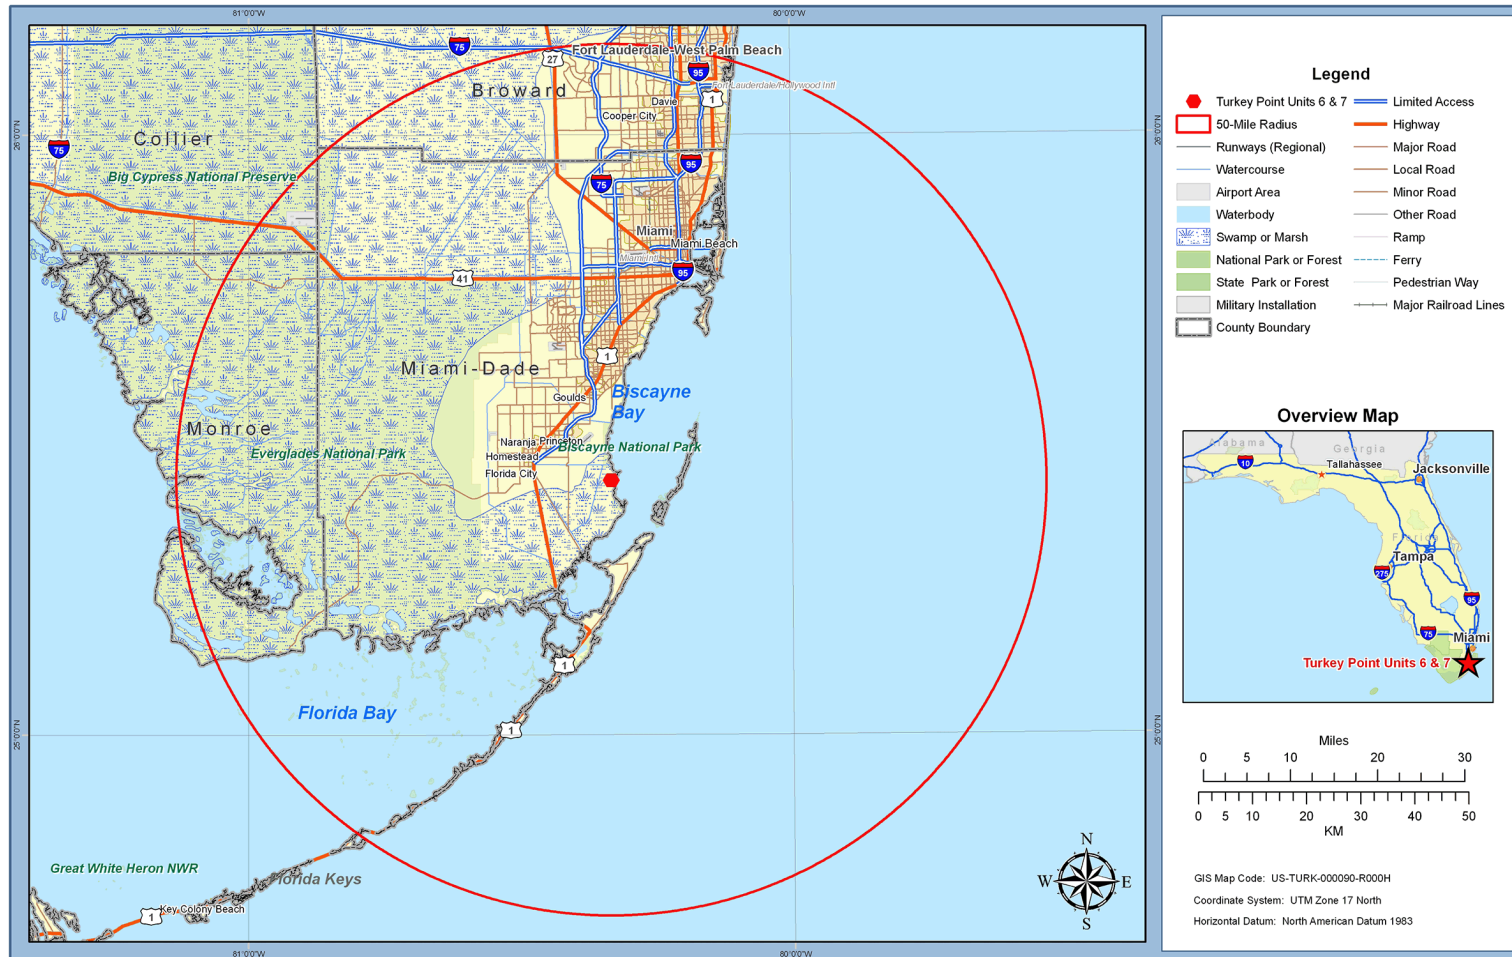 81°0'0"W
80°0'0"W
75
Fort Lauderdale-West Palm Beach
27
95
Broward
Fort Lauderdale/Hollywood Intl
Davie
1
Cooper City
26°0'0"N
26°0'0"N
Collier
75
95
Big Cypress National Preserve
75
Miami
Miami Beach
Miami Intl
95
41
1
Miami-Dade
Biscayne
Bay
Goulds
Monroe
Naranja
Princeton
Biscayne National Park
Everglades National Park
Homestead
Florida City
1
Florida Bay
1
25°0'0"N
25°0'0"N
Great White Heron NWR
Florida Keys
Key Colony Beach
1
N
W
E
S
81°0'0"W
80°0'0"W
Legend
Turkey Point Units 6 & 7
50-Mile Radius
Runways (Regional)
Watercourse
Airport Area
Waterbody
Swamp or Marsh
National Park or Forest
State Park or Forest
Military Installation
County Boundary
Limited Access
Highway
Major Road
Local Road
Minor Road
Other Road
Ramp
Ferry
Pedestrian Way
Major Railroad Lines
Overview Map
Alabama
Georgia
10
Tallahassee
Jacksonville
Florida
Tampa
275
95
75
Miami
Turkey Point Units 6 & 7
Miles
0 5 10 20 30
0 5 10 20 30 40 50
KM
GIS Map Code: US-TURK-000090-R000H
Coordinate System: UTM Zone 17 North
Horizontal Datum: North American Datum 1983